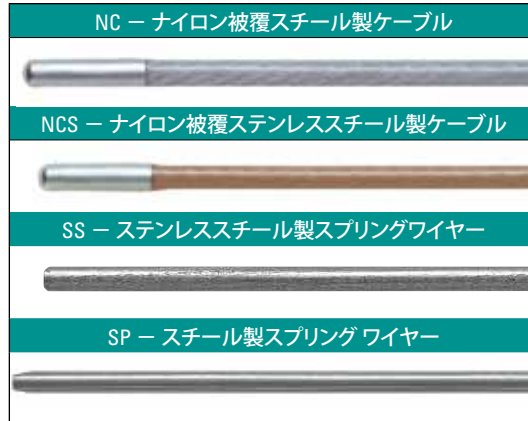 NC － ナイロン被覆スチール製ケーブル
NCS － ナイロン被覆ステンレススチール製ケーブル
SS － ステンレススチール製スプリングワイヤー
SP － スチール製スプリング ワイヤー